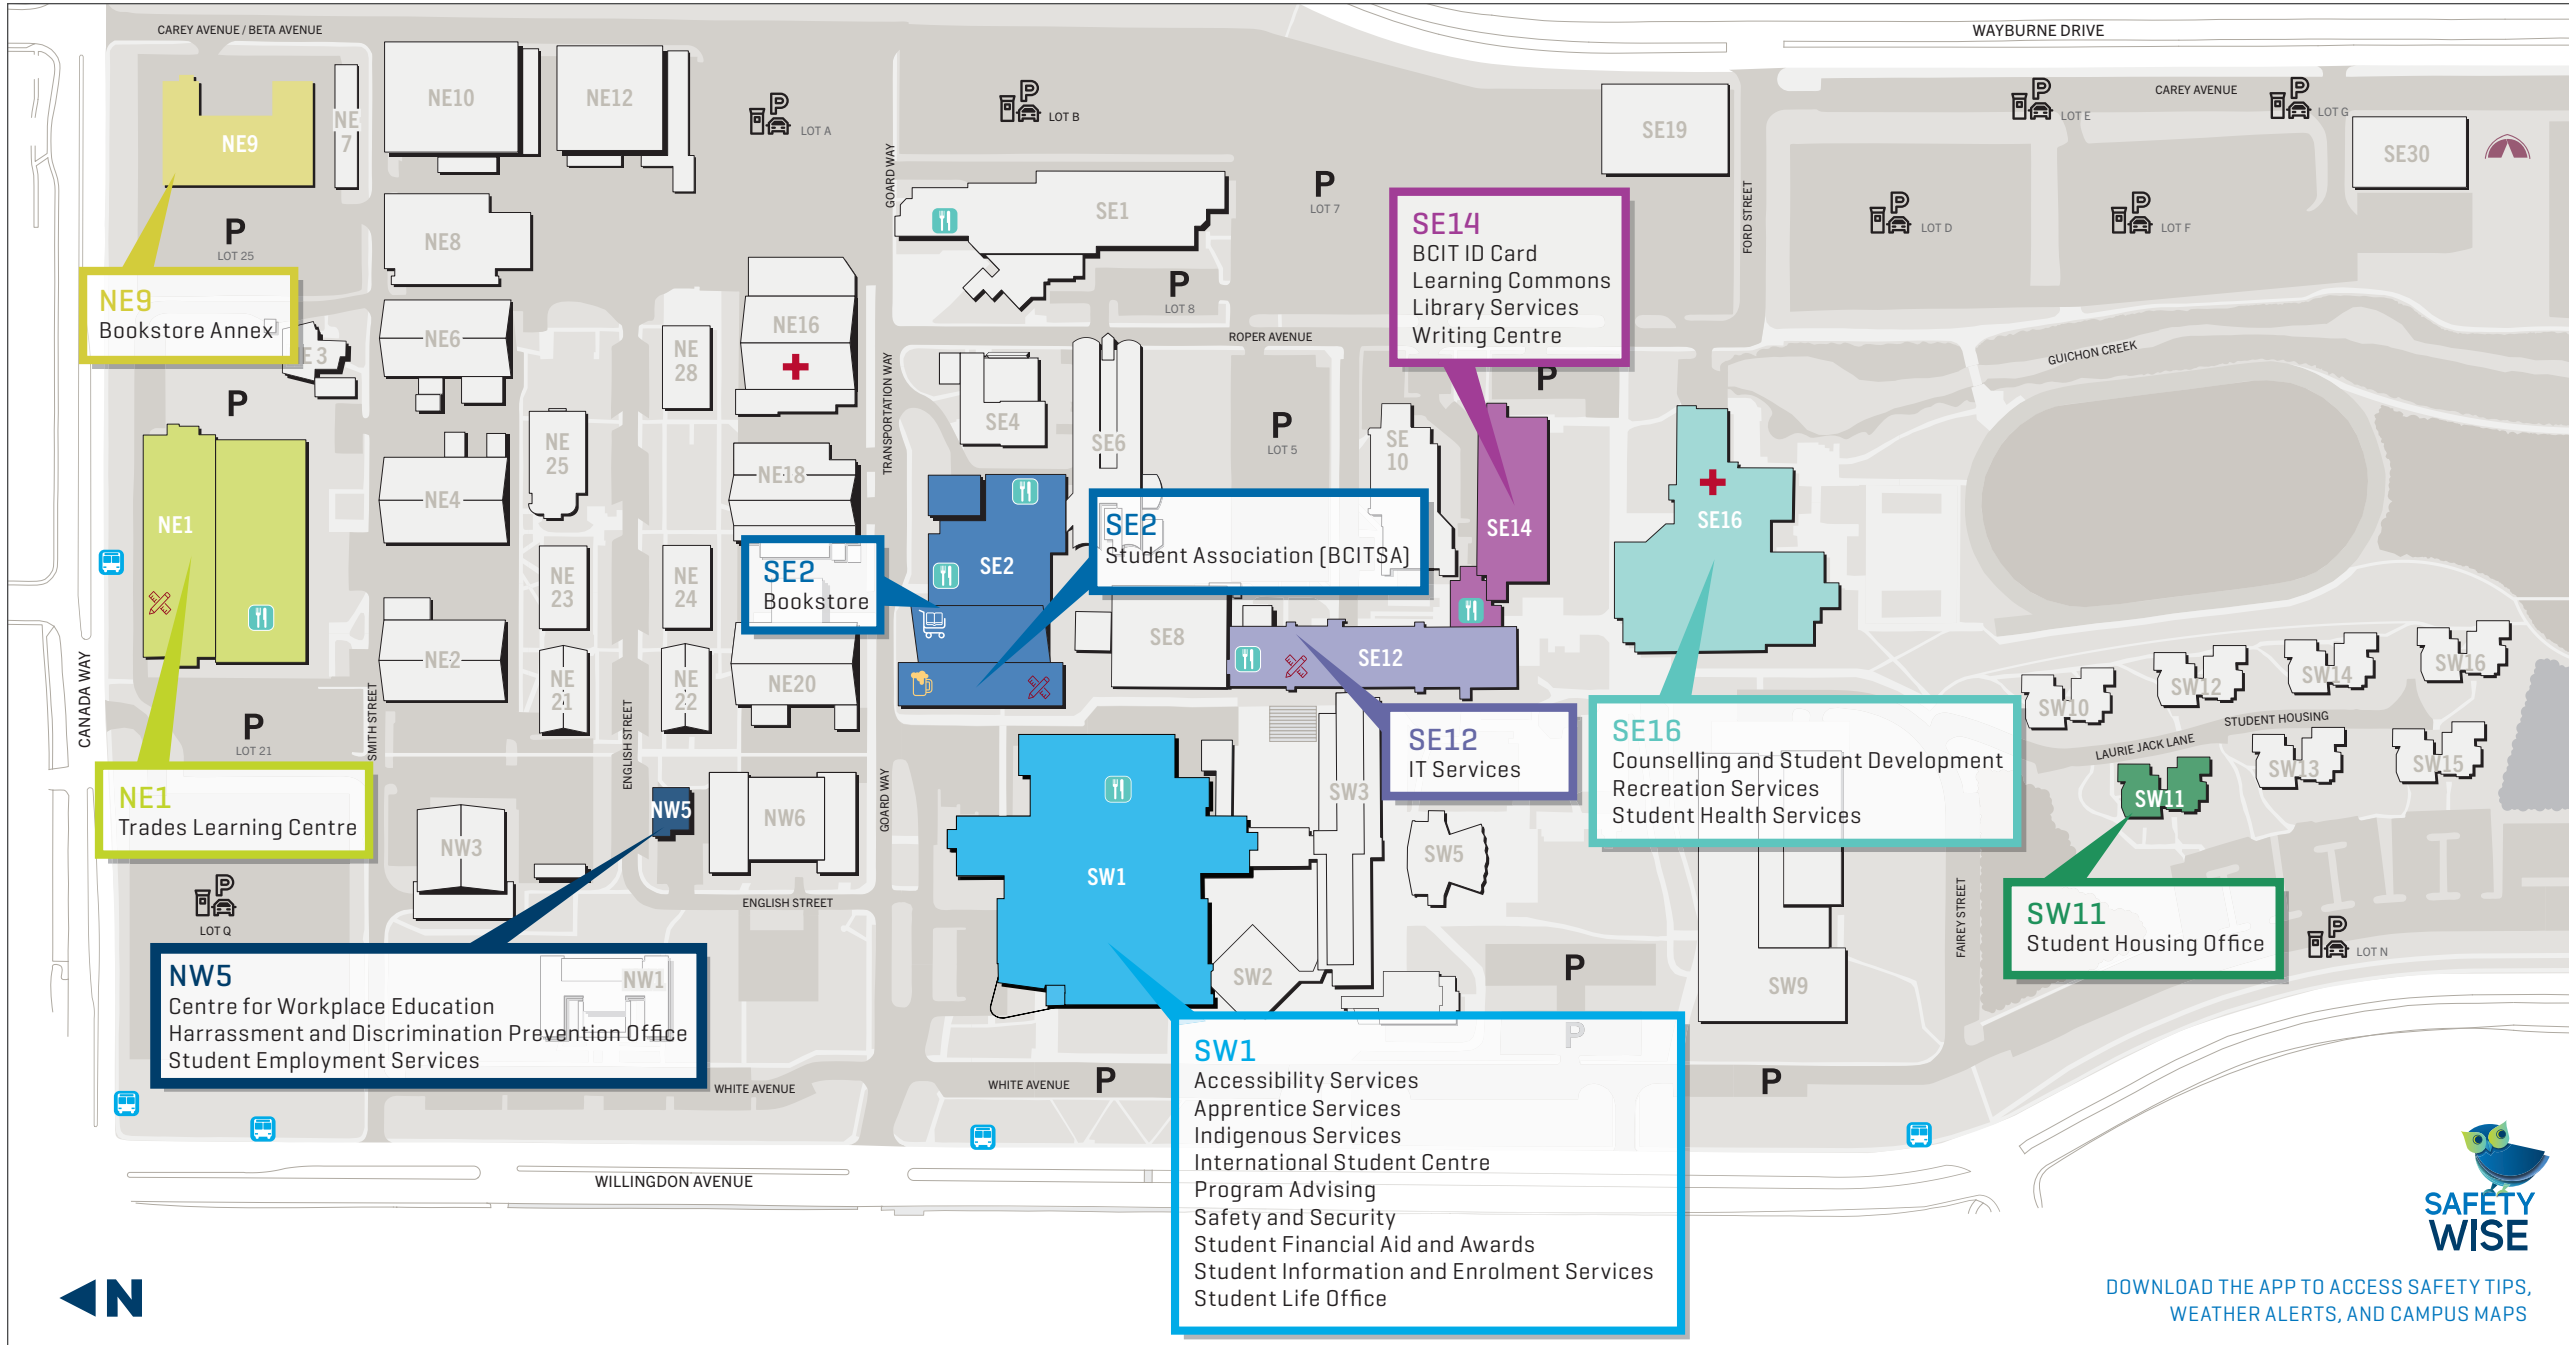 CAREY AVENUE / BETA AVENUE
WAYBURNE DRIVE
CAREY AVENUE
NE9
NE
7
NE10
NE12
P
LOT A
P
LOT B
SE19
P
LOT E
P
LOT G
SE30
P
LOT 25
NE8
GOARD WAY
SE1
P
LOT 7
P
LOT 8
FORD STREET
P
LOT D
P
LOT F
SE14
BCIT ID Card
Learning Commons
Library Services
Writing Centre
NE9
Bookstore Annex
E 3
NE6
NE
28
NE16
ROPER AVENUE
GUICHON CREEK
TRANSPORTATION WAY
P
P
SE4
SE6
P
LOT 5
SE
10
NE1
NE4
NE
25
NE18
SE2
SE14
SE16
SE2
Student Association (BCITSA)
SE2
Bookstore
NE
23
NE
24
NE2
NE
21
NE
22
NE20
SE8
SE12
CANADA WAY
SMITH STREET
ENGLISH STREET
P
LOT 21
SW10
SW12
SW14
SW16
STUDENT HOUSING
LAURIE JACK LANE
SW11
SW13
SW15
SE12
IT Services
SE16
Counselling and Student Development
Recreation Services
Student Health Services
NE1
Trades Learning Centre
NW3
NW5
NW6
GOARD WAY
SW1
SW3
SW5
ENGLISH STREET
P
LOT Q
FAIREY STREET
SW11
Student Housing Office
P
LOT N
NW5
Centre for Workplace Education
Harrassment and Discrimination Prevention Office
Student Employment Services
NW1
SW2
P
P
SW9
WHITE AVENUE
WHITE AVENUE
P
P
SW1
Accessibility Services
Apprentice Services
Indigenous Services
International Student Centre
Program Advising
Safety and Security
Student Financial Aid and Awards
Student Information and Enrolment Services
Student Life Office
WILLINGDON AVENUE
N
SAFETY
WISE
DOWNLOAD THE APP TO ACCESS SAFETY TIPS,
WEATHER ALERTS, AND CAMPUS MAPS